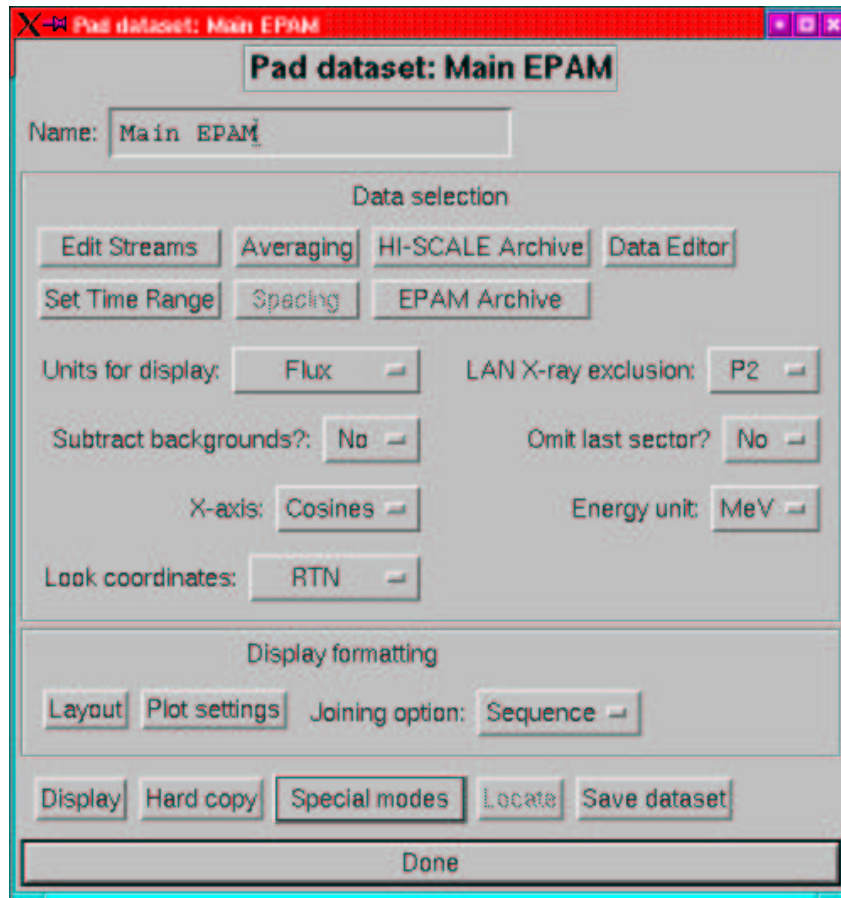 Pad dataset: Main EPAM
Pad dataset: Main EPAM
Name: Main EPAM
Data selection
Edit Streams Averaging HI-SCALE Archive Data Editor
Set Time Range Spacing EPAM Archive
Units for display: Flux LAN X-ray exclusion: P2
Subtract backgrounds?: No Omit last sector? No
X-axis: Cosines Energy unit: MeV
Look coordinates: RTN
Display formatting
Layout Plot settings Joining option: Sequence
Display Hard copy Special modes Locate Save dataset
Done